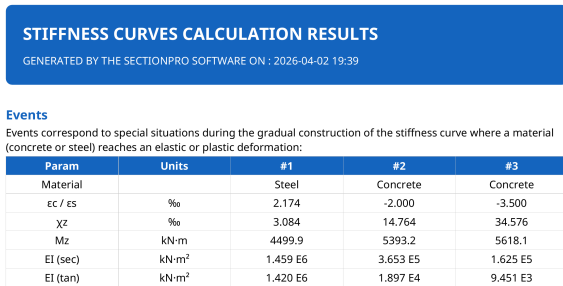 STIFFNESS CURVES CALCULATION RESULTS
GENERATED BY THE SECTIONPRO SOFTWARE ON : 2026-04-02 19:39
Events
Events correspond to special situations during the gradual construction of the stiffness curve where a material
(concrete or steel) reaches an elastic or plastic deformation:
Param Units #1 #2 #3
Material Steel Concrete Concrete
εc / εs ‰ 2.174 -2.000 -3.500
χz ‰ 3.084 14.764 34.576
Mz kN·m 4499.9 5393.2 5618.1
EI (sec) kN·m² 1.459 E6 3.653 E5 1.625 E5
EI (tan) kN·m² 1.420 E6 1.897 E4 9.451 E3